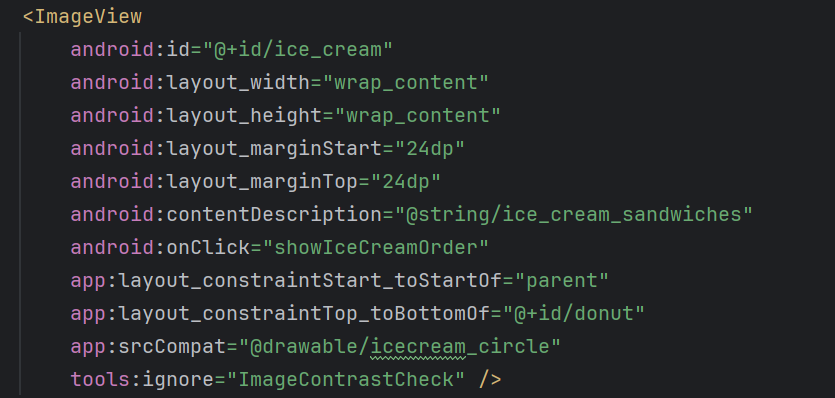 <ImageView
android:id="@+id/ice_cream"
android:layout_width="wrap_content"
android:layout_height="wrap_content"
android:layout_marginStart="24dp"
android:layout_marginTop="24dp"
android:contentDescription="@string/ice_cream_sandwiches"
android:onClick="showIceCreamOrder"
app:layout_constraintStart_toStartOf="parent"
app:layout_constraintTop_toBottomOf="@+id/donut"
app:srcCompat="@drawable/icecream_circle"
tools:ignore="ImageContrastCheck" />